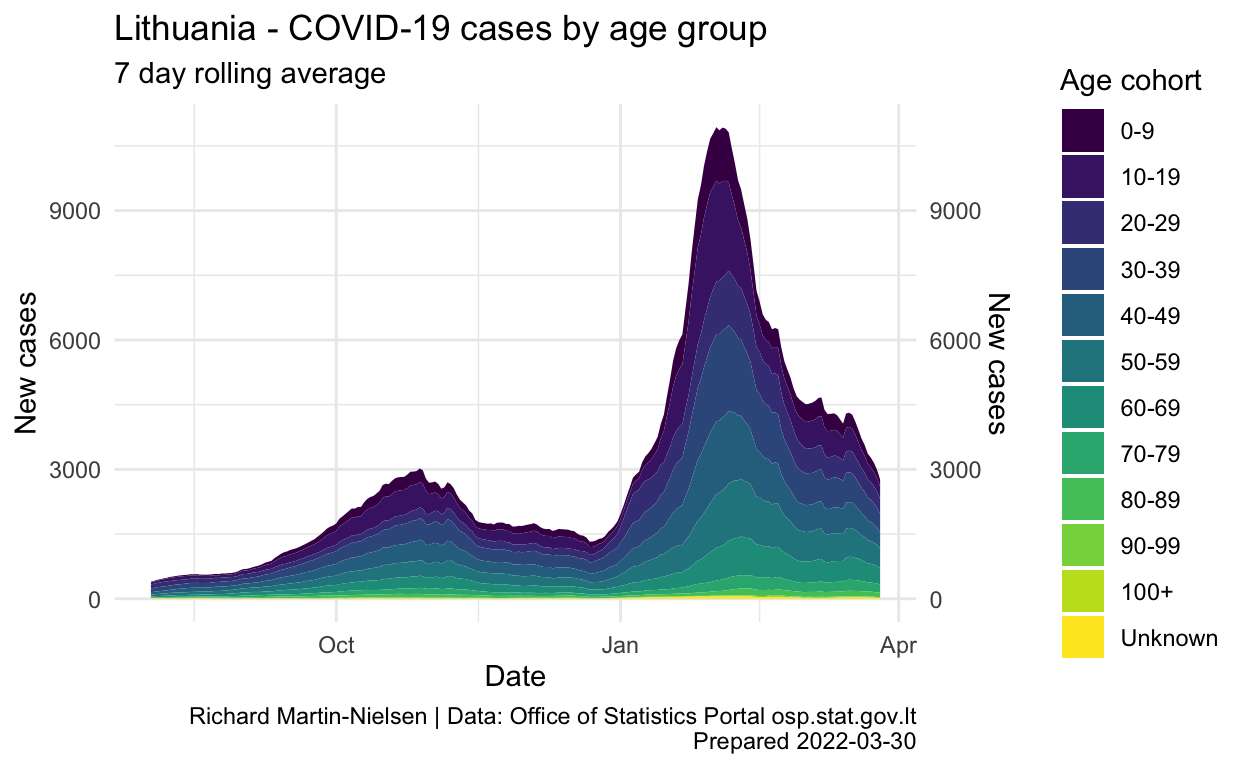 Lithuania - COVID-19 cases by age group
7 day rolling average
New cases
9000
6000
3000
0
9000
6000
3000
0
New cases
Oct
Jan
Apr
Date
Age cohort
0-9
10-19
20-29
30-39
40-49
50-59
60-69
70-79
80-89
90-99
100+
Unknown
Richard Martin-Nielsen | Data: Office of Statistics Portal osp.stat.gov.lt
Prepared 2022-03-30